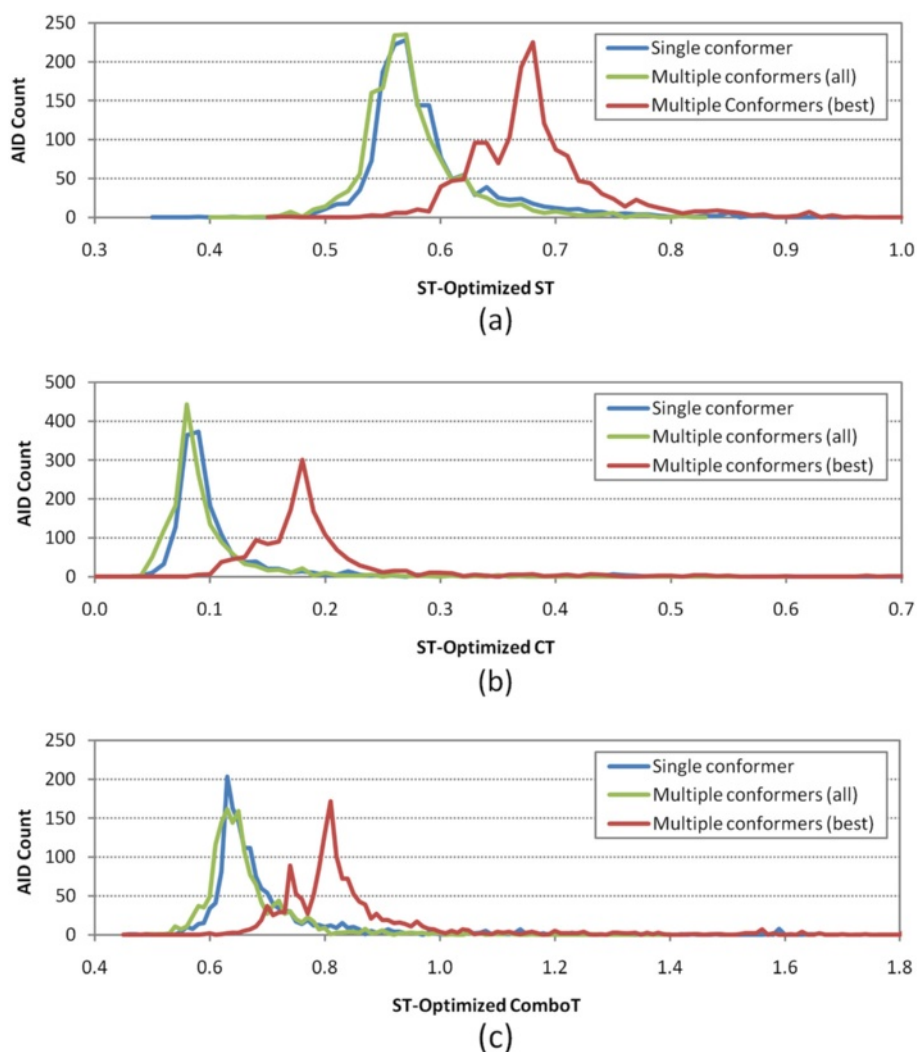 250
200
150
100
50
0
AID Count
Single conformer
Multiple conformers (all)
Multiple Conformers (best)
0.3 0.4 0.5 0.6 0.7 0.8 0.9 1.0
ST-Optimized ST
(a)
500
400
300
200
100
0
AID Count
Single conformer
Multiple conformers (all)
Multiple conformers (best)
0.0 0.1 0.2 0.3 0.4 0.5 0.6 0.7
ST-Optimized CT
(b)
250
200
150
100
50
0
AID Count
Single conformer
Multiple conformers (all)
Multiple conformers (best)
0.4 0.6 0.8 1.0 1.2 1.4 1.6 1.8
ST-Optimized ComboT
(c)